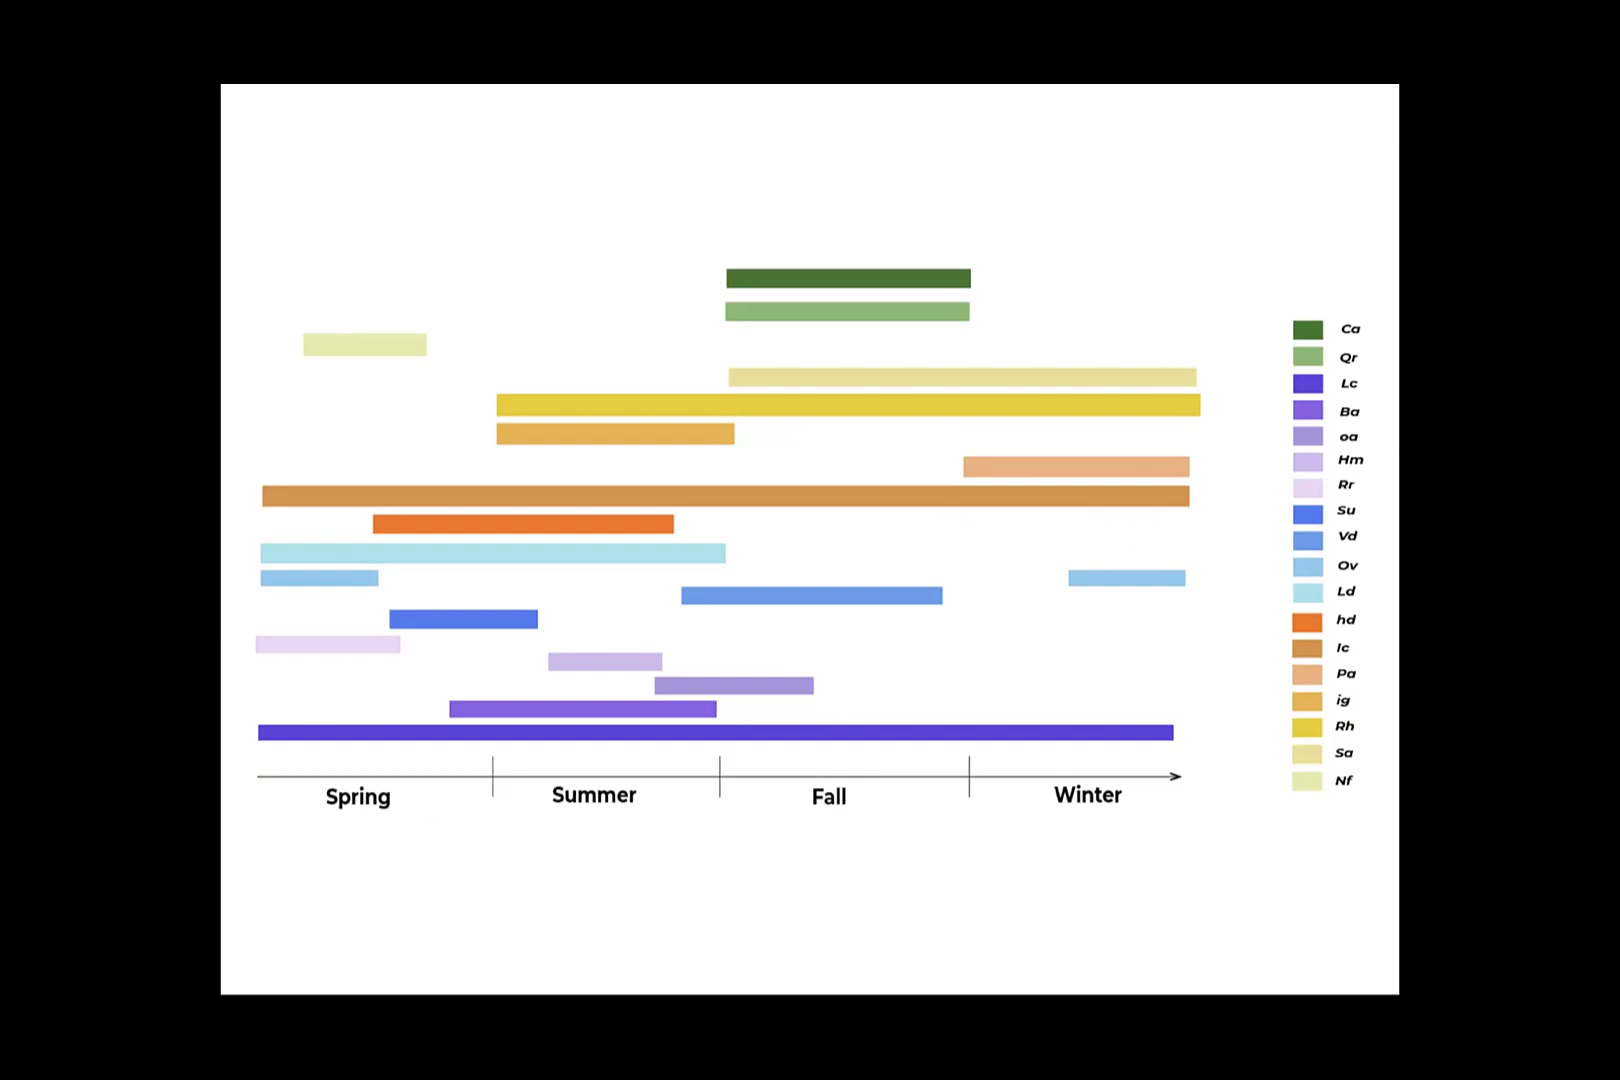 Ca
Qr
Lc
Ba
oa
Hm
Rr
Su
Vd
Ov
Ld
hd
Ic
Pa
ig
Rh
Sa
Nf
Spring Summer Fall Winter